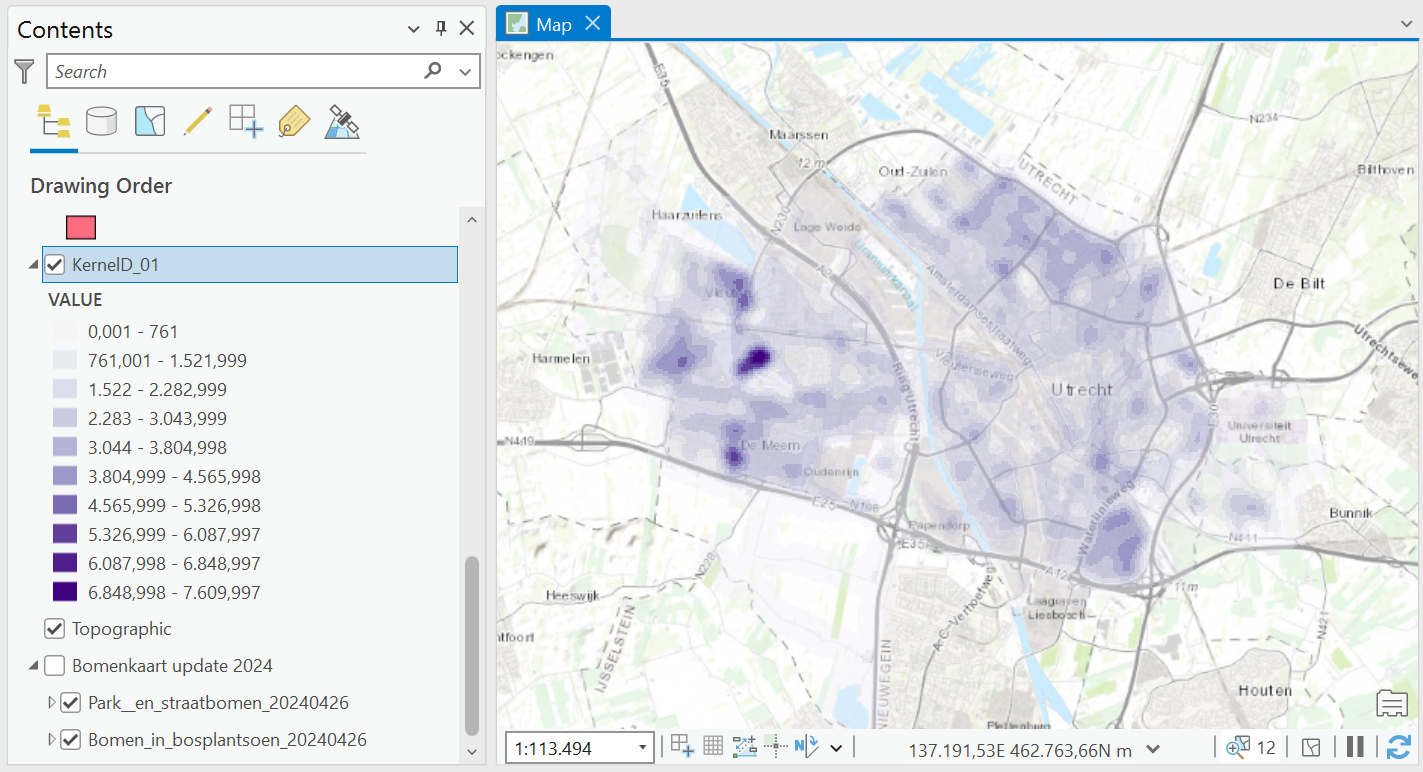 Contents
Search
Drawing Order
KernelD_01
VALUE
0,001 - 761
761,001 - 1.521,999
1.522 - 2.282,999
2.283 - 3.043,999
3.044 - 3.804,998
3.804,999 - 4.565,998
4.565,999 - 5.326,998
5.326,999 - 6.087,997
6.087,998 - 6.848,997
6.848,998 - 7.609,997
Topographic
Bomenkaart update 2024
Park__en_straatbomen_20240426
Bomen_in_bosplantsoen_20240426
Map
ockengen
E35
N234
Maarssen
12 m
Oud-Zuilen
UTRECHT
Bilthoven
Haarzuilens
N230
Lage Weide
Amsterdamsestraatweg
De Bilt
Utrechtsewe
Harmelen
Vleutenseweg
Ring Utrecht
Utrecht
E30
N419
De Meern
Universiteit
Utrecht
Oudenrijn
E25
N198
Waterlinieweg
Bunnik
Papendorp
E35
N411
A12
11m
N228
Heeswijk
A-C-Verhoefweg
Laagraven
Liesbosch
N421
ntfoort
IJSSELSTEIN
NIEUWEGEIN
Houten
Plettenburg
1:113.494
137.191,53E 462.763,66N m
12